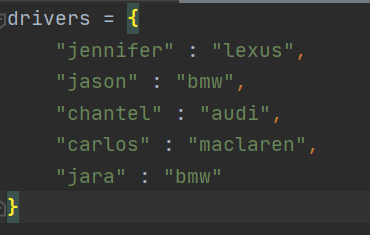 drivers = {
"jennifer" : "lexus",
"jason" : "bmw",
"chantel" : "audi",
"carlos" : "maclaren",
"jara" : "bmw"
}